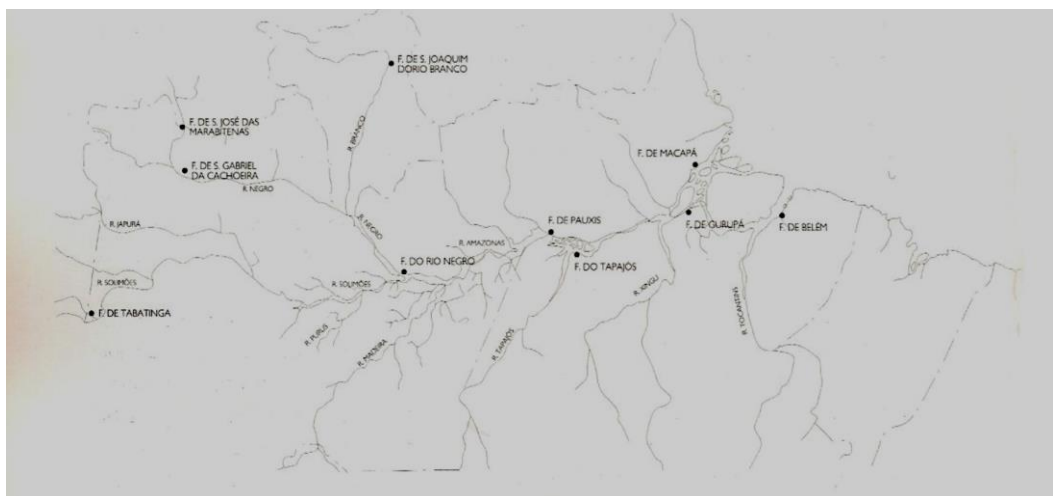 F. DE S. JOAQUIM
DO RIO BRANCO
F. DE S. JOSÉ DAS
MARABITENAS
R. BRANCO
F. DE MACAPÁ
F. DE S. GABRIEL
DA CACHOEIRA
R. NEGRO
R. JAPURÁ
R. NEGRO
F. DE PAUXIS
F. DE GURUPÁ
F. DE BELÉM
R. AMAZONAS
F. DO RIO NEGRO
F. DO TAPAJÓS
R. SOLIMÕES
R. SOLIMÕES
R. XINGU
F. DE TABATINGA
R. PURUS
R. MADEIRA
R. TAPAJÓS
R. TOCANTINS